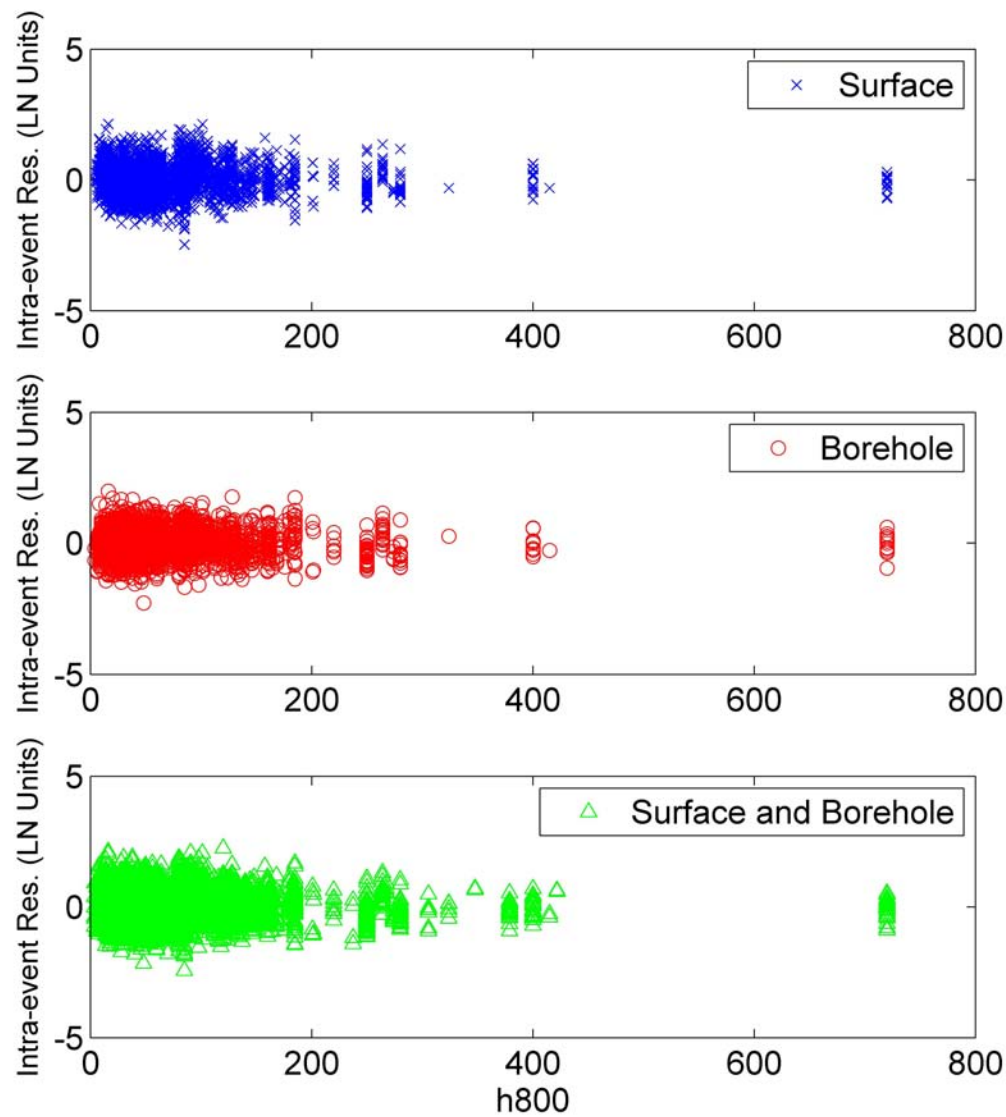 Intra-event Res. (LN Units)
5
0
-5
Surface
0 200 400 600 800
Intra-event Res. (LN Units)
5
0
-5
Borehole
0 200 400 600 800
Intra-event Res. (LN Units)
5
0
-5
Surface and Borehole
0 200 400 600 800
h800